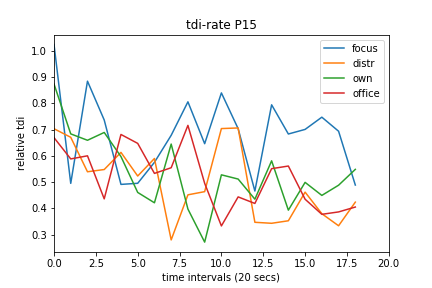 tdi-rate P15
focus
distr
own
office
relative tdi
1.0
0.9
0.8
0.7
0.6
0.5
0.4
0.3
0.0 2.5 5.0 7.5 10.0 12.5 15.0 17.5 20.0
time intervals (20 secs)